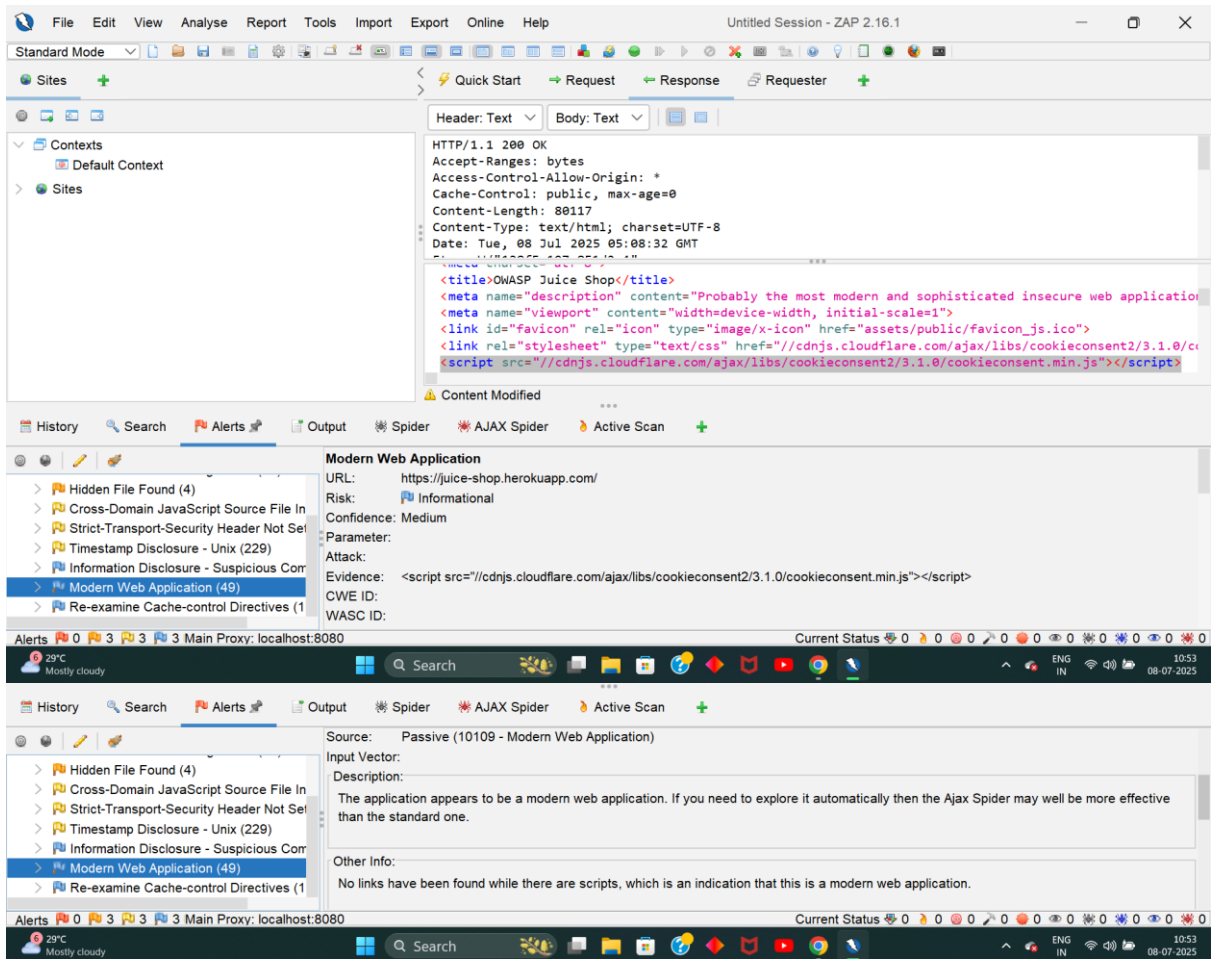 File Edit View Analyse Report Tools Import Export Online Help Untitled Session - ZAP 2.16.1
Standard Mode
Sites
Quick Start Request Response Requester
Header: Text Body: Text
Contexts
Default Context
Sites
HTTP/1.1 200 OK
Accept-Ranges: bytes
Access-Control-Allow-Origin: *
Cache-Control: public, max-age=0
Content-Length: 80117
Content-Type: text/html; charset=UTF-8
Date: Tue, 08 Jul 2025 05:08:32 GMT
<title>OWASP Juice Shop</title>
<meta name="description" content="Probably the most modern and sophisticated insecure web application
<meta name="viewport" content="width=device-width, initial-scale=1">
<link id="favicon" rel="icon" type="image/x-icon" href="assets/public/favicon_js.ico">
<link rel="stylesheet" type="text/css" href="//cdnjs.cloudflare.com/ajax/libs/cookieconsent2/3.1.0/co
<script src="//cdnjs.cloudflare.com/ajax/libs/cookieconsent2/3.1.0/cookieconsent.min.js"></script>
Content Modified
History Search Alerts Output Spider AJAX Spider Active Scan
Hidden File Found (4)
Cross-Domain JavaScript Source File In
Strict-Transport-Security Header Not Set
Timestamp Disclosure - Unix (229)
Information Disclosure - Suspicious Com
Modern Web Application (49)
Re-examine Cache-control Directives (1
Modern Web Application
URL: https://juice-shop.herokuapp.com/
Risk: Informational
Confidence: Medium
Parameter:
Attack:
Evidence: <script src="//cdnjs.cloudflare.com/ajax/libs/cookieconsent2/3.1.0/cookieconsent.min.js"></script>
CWE ID:
WASC ID:
Alerts 0 3 3 3 Main Proxy: localhost:8080 Current Status 0 0 0 0 0 0 0 0 0 0
6 29°C
Mostly cloudy
Search
ENG
IN
10:53
08-07-2025
History Search Alerts Output Spider AJAX Spider Active Scan
Hidden File Found (4)
Cross-Domain JavaScript Source File In
Strict-Transport-Security Header Not Set
Timestamp Disclosure - Unix (229)
Information Disclosure - Suspicious Com
Modern Web Application (49)
Re-examine Cache-control Directives (1
Source: Passive (10109 - Modern Web Application)
Input Vector:
Description:
The application appears to be a modern web application. If you need to explore it automatically then the Ajax Spider may well be more effective
than the standard one.
Other Info:
No links have been found while there are scripts, which is an indication that this is a modern web application.
Alerts 0 3 3 3 Main Proxy: localhost:8080 Current Status 0 0 0 0 0 0 0 0 0 0
6 29°C
Mostly cloudy
Search
ENG
IN
10:53
08-07-2025